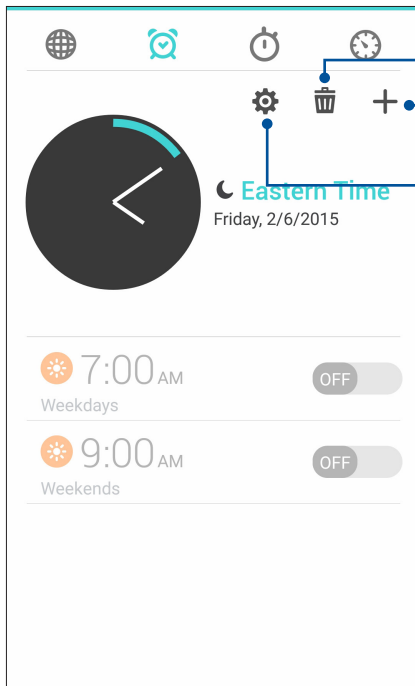 Eastern Time
Friday, 2/6/2015
7:00 AM
OFF
Weekdays
9:00 AM
OFF
Weekends